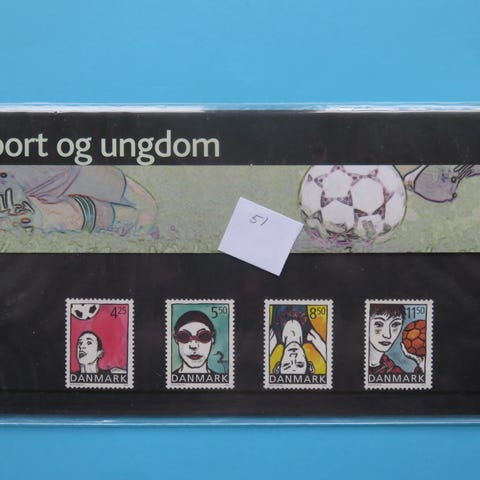 port og ungdom
51
4.25
DANMARK
5.50
DANMARK
8.50
DANMARK
11.50
DANMARK